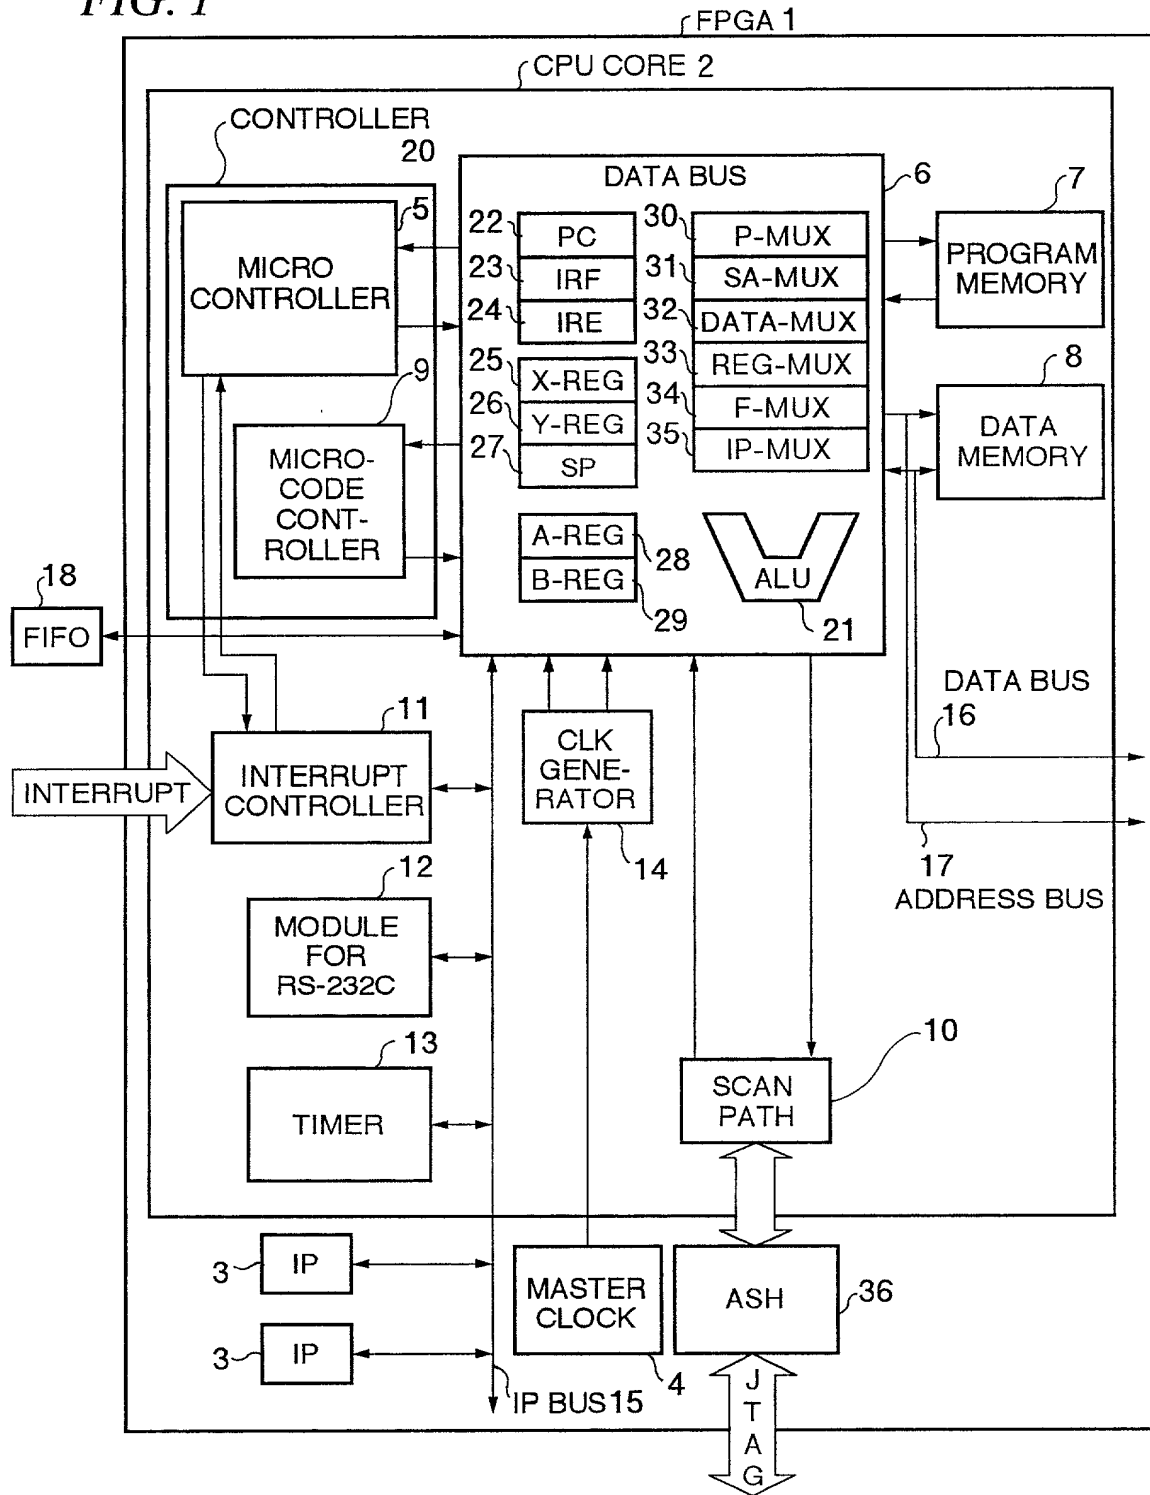 FIG. 1
FPGA 1
CPU CORE 2
CONTROLLER
20
DATA BUS
6
7
5
22
PC
30
P-MUX
PROGRAM
MEMORY
MICRO
CONTROLLER
23
IRF
31
SA-MUX
24
IRE
32
DATA-MUX
25
X-REG
33
REG-MUX
8
9
26
Y-REG
34
F-MUX
DATA
MEMORY
27
SP
35
IP-MUX
MICRO-
CODE
CONT-
ROLLER
A-REG
28
B-REG
29
ALU
21
18
FIFO
DATA BUS
16
11
CLK
GENE-
RATOR
14
INTERRUPT
INTERRUPT
CONTROLLER
17
ADDRESS BUS
12
MODULE
FOR
RS-232C
10
13
SCAN
PATH
TIMER
3
IP
MASTER
CLOCK
4
ASH
36
3
IP
IP BUS15
J
T
A
G